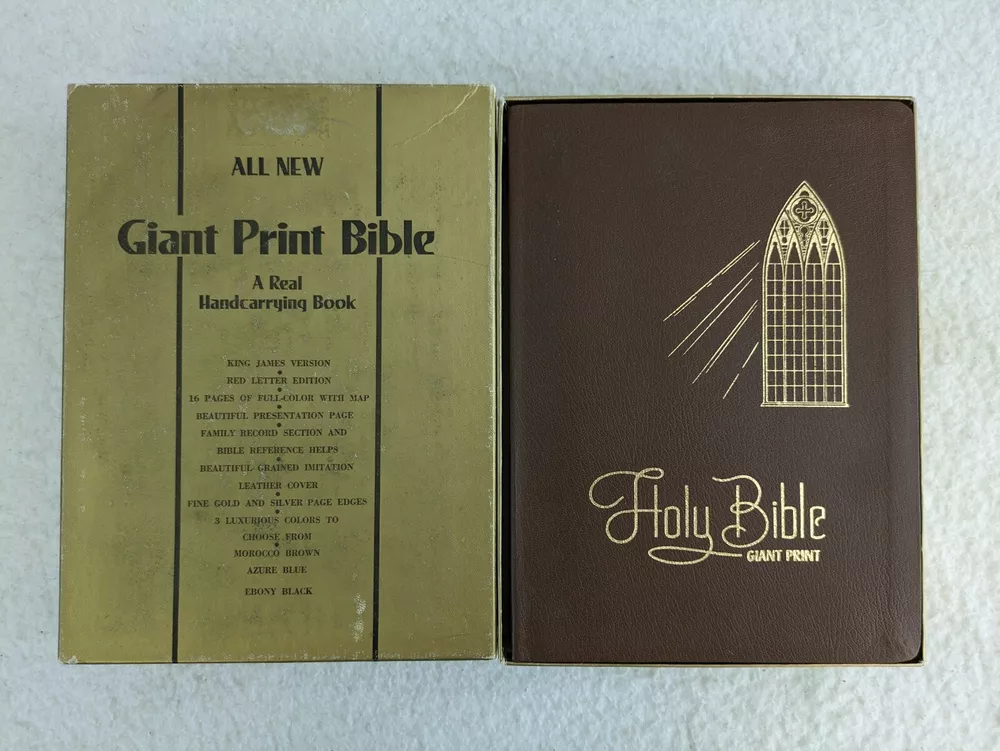 ALL NEW
Giant Print Bible
A Real
Handcarrying Book
KING JAMES VERSION
RED LETTER EDITION
16 PAGES OF FULL-COLOR WITH MAP
BEAUTIFUL PRESENTATION PAGE
FAMILY RECORD SECTION AND
BIBLE REFERENCE HELPS
BEAUTIFUL GRAINED IMITATION
LEATHER COVER
FINE GOLD AND SILVER PAGE EDGES
3 LUXURIOUS COLORS TO
CHOOSE FROM
MOROCCO BROWN
AZURE BLUE
EBONY BLACK
Holy Bible
GIANT PRINT